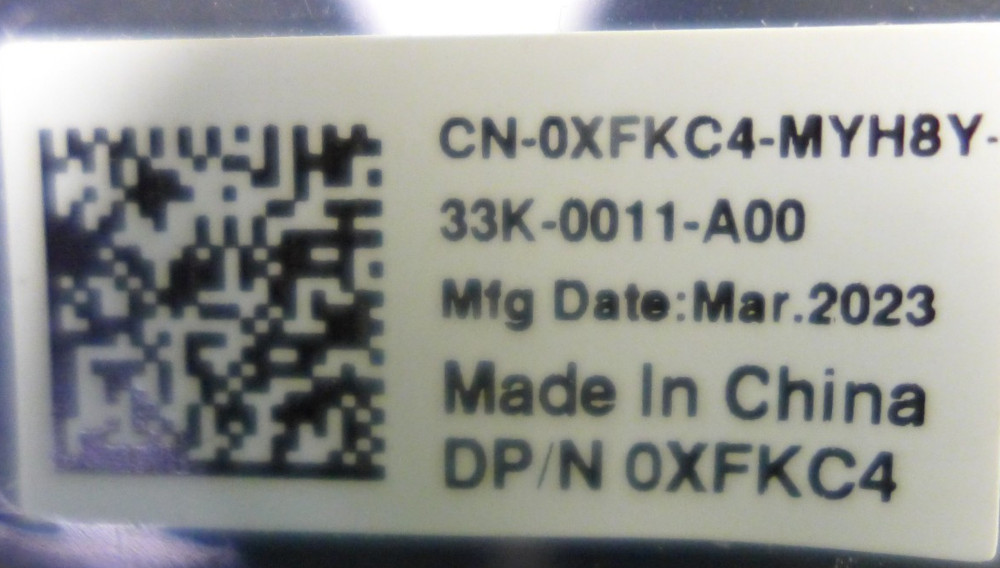 CN-0XFKC4-MYH8Y-
33K-0011-A00
Mfg Date:Mar.2023
Made In China
DP/N 0XFKC4